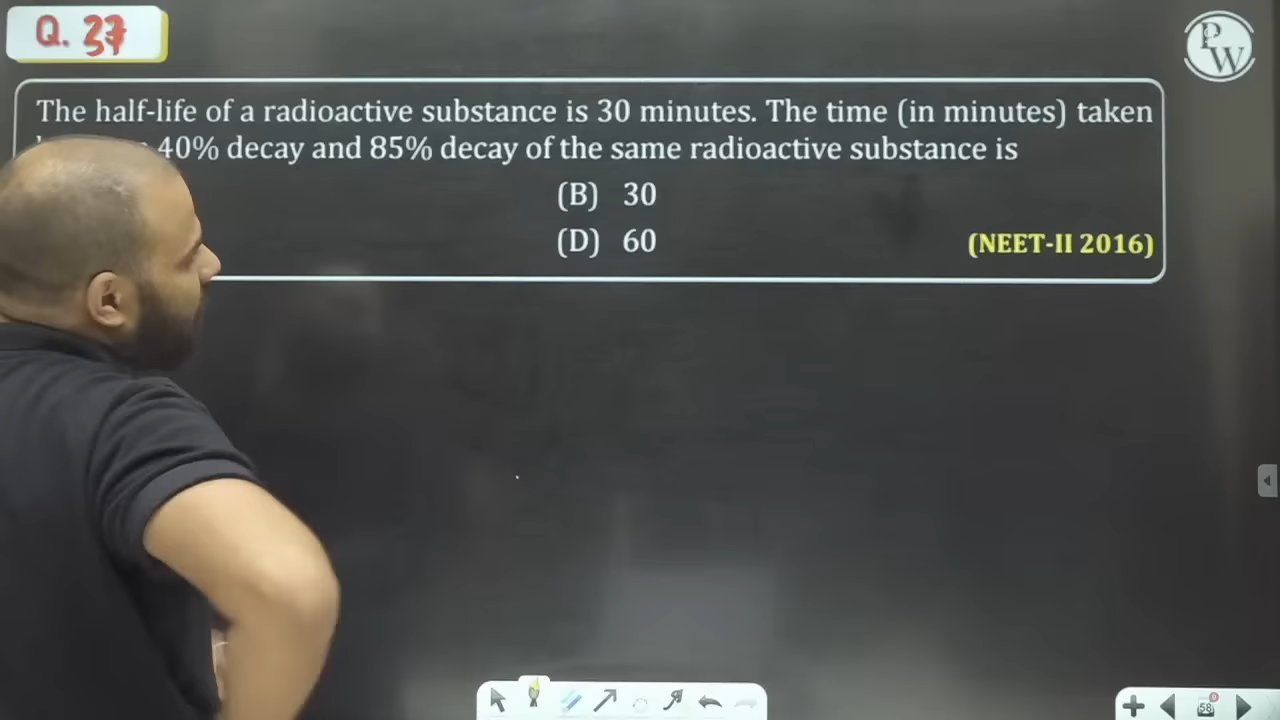 Q. 37
P
W
The half-life of a radioactive substance is 30 minutes. The time (in minutes) taken
40% decay and 85% decay of the same radioactive substance is
(B) 30
(D) 60
(NEET-II 2016)
58